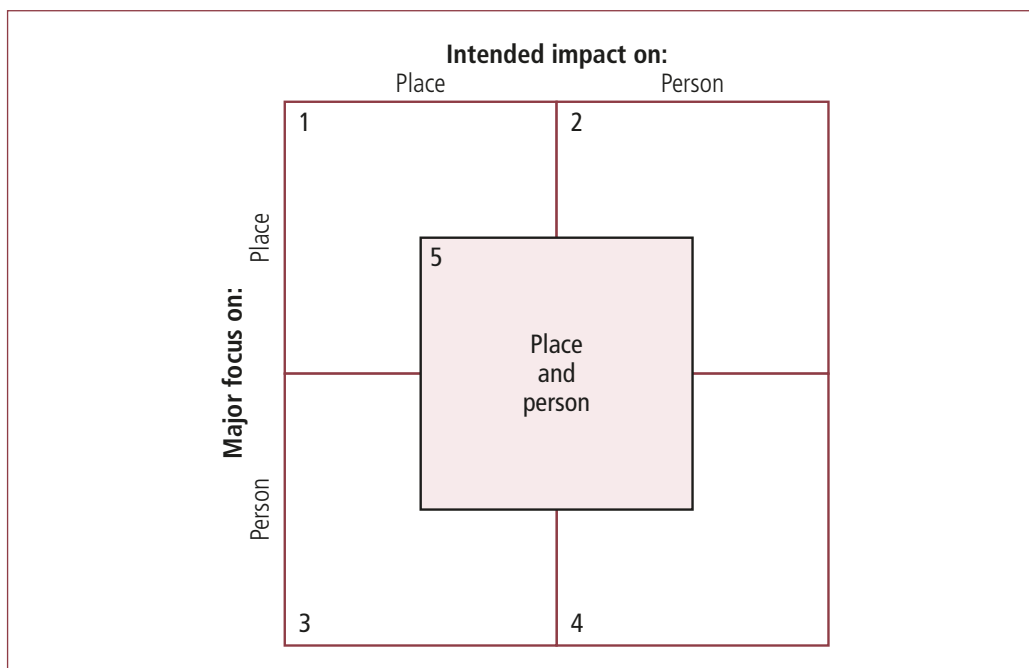 Intended impact on:
Place
Person
1
2
Major focus on:
Place
5
Place
and
person
Person
3
4